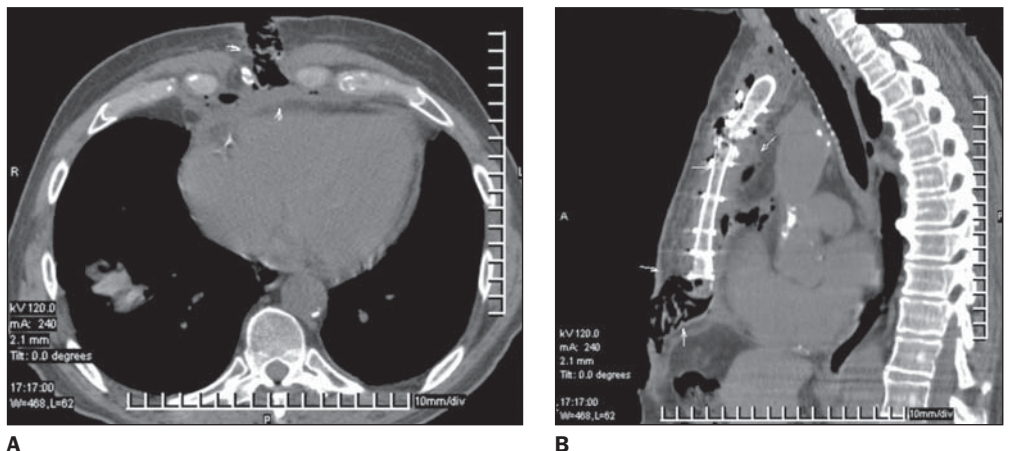 R
L
kV 120.0
mA: 240
2.1 mm
Tilt: 0.0 degrees
17:17:00
W=468,L=62
10mm/div
P
A
A
kV 120.0
mA: 240
2.1 mm
Tilt: 0.0 degrees
17:17:00
W=468,L=62
10mm/div
P
B